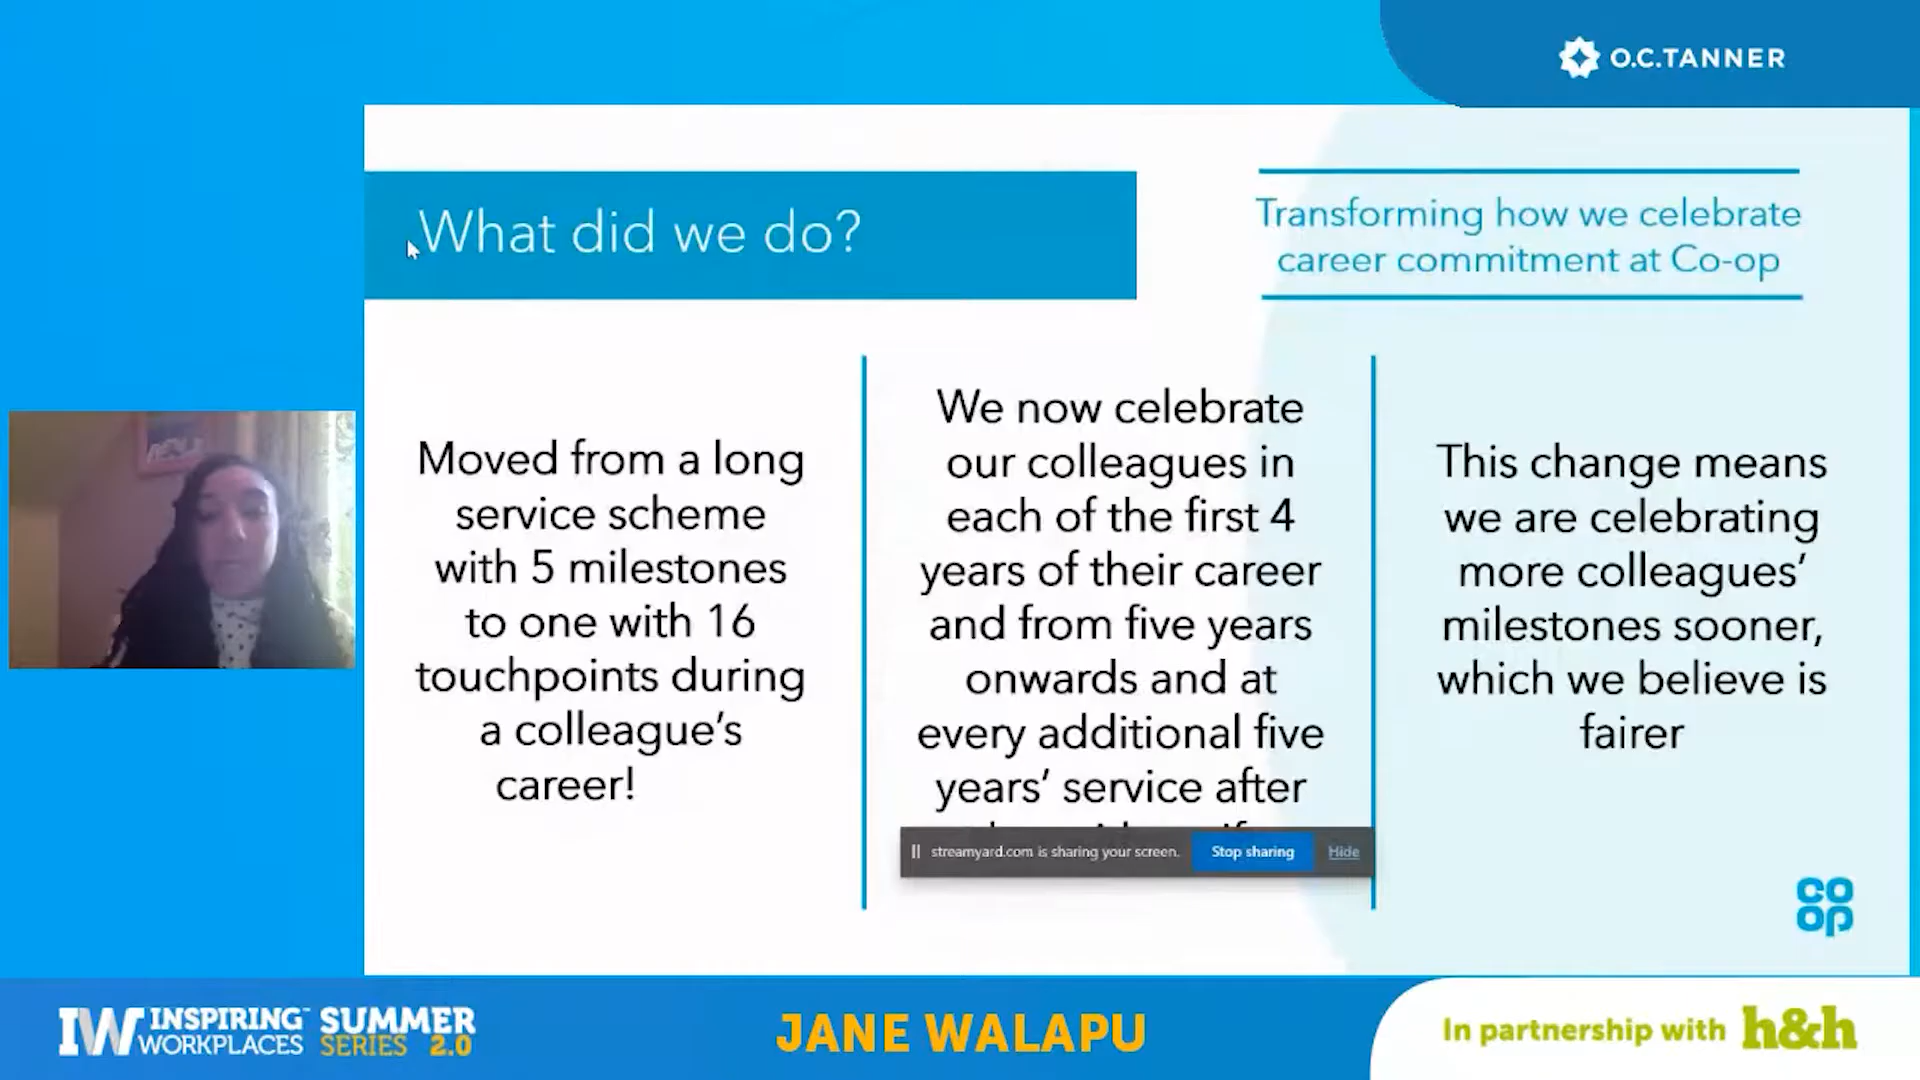 O.C.TANNER
What did we do?
Transforming how we celebrate
career commitment at Co-op
Moved from a long
service scheme
with 5 milestones
to one with 16
touchpoints during
a colleague's
career!
We now celebrate
our colleagues in
each of the first 4
years of their career
and from five years
onwards and at
every additional five
years' service after
This change means
we are celebrating
more colleagues'
milestones sooner,
which we believe is
fairer
streamyard.com is sharing your screen.
Stop sharing
Hide
CO
OP
IW INSPIRING™
WORKPLACES
SUMMER
SERIES 2.0
JANE WALAPU
In partnership with h&h